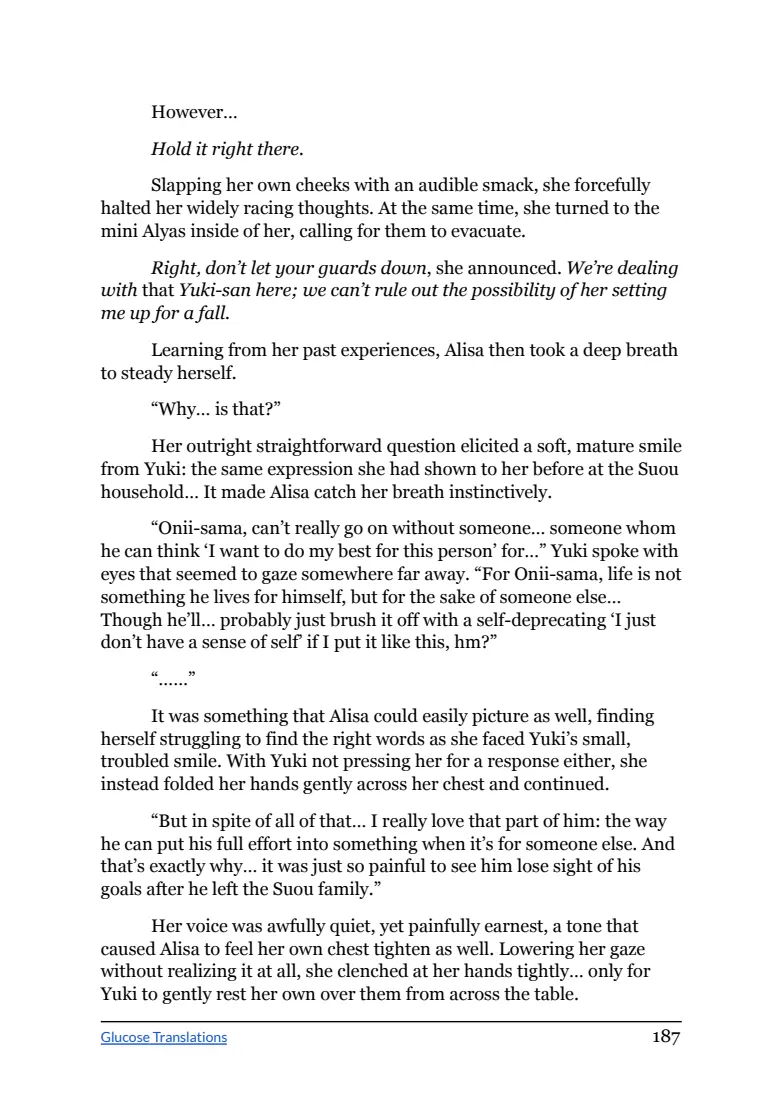 However...
Hold it right there.
Slapping her own cheeks with an audible smack, she forcefully
halted her widely racing thoughts. At the same time, she turned to the
mini Alyas inside of her, calling for them to evacuate.
Right, don’t let your guards down, she announced. We’re dealing
with that Yuki-san here; we can’t rule out the possibility of her setting
me up for a fall.
Learning from her past experiences, Alisa then took a deep breath
to steady herself.
“Why... is that?”
Her outright straightforward question elicited a soft, mature smile
from Yuki: the same expression she had shown to her before at the Suou
household... It made Alisa catch her breath instinctively.
“Onii-sama, can’t really go on without someone... someone whom
he can think ‘I want to do my best for this person’ for...” Yuki spoke with
eyes that seemed to gaze somewhere far away. “For Onii-sama, life is not
something he lives for himself, but for the sake of someone else...
Though he’ll... probably just brush it off with a self-deprecating ‘I just
don’t have a sense of self’ if I put it like this, hm?”
“......”
It was something that Alisa could easily picture as well, finding
herself struggling to find the right words as she faced Yuki’s small,
troubled smile. With Yuki not pressing her for a response either, she
instead folded her hands gently across her chest and continued.
“But in spite of all of that... I really love that part of him: the way
he can put his full effort into something when it’s for someone else. And
that’s exactly why... it was just so painful to see him lose sight of his
goals after he left the Suou family.”
Her voice was awfully quiet, yet painfully earnest, a tone that
caused Alisa to feel her own chest tighten as well. Lowering her gaze
without realizing it at all, she clenched at her hands tightly... only for
Yuki to gently rest her own over them from across the table.
Glucose Translations 187